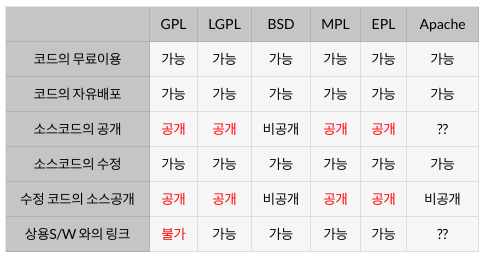 GPL LGPL BSD MPL EPL Apache
코드의 무료이용 가능 가능 가능 가능 가능 가능
코드의 자유배포 가능 가능 가능 가능 가능 가능
소스코드의 공개 공개 공개 비공개 공개 공개 ??
소스코드의 수정 가능 가능 가능 가능 가능 가능
수정 코드의 소스공개 공개 공개 비공개 공개 공개 비공개
상용S/W 와의 링크 불가 가능 가능 가능 가능 ??